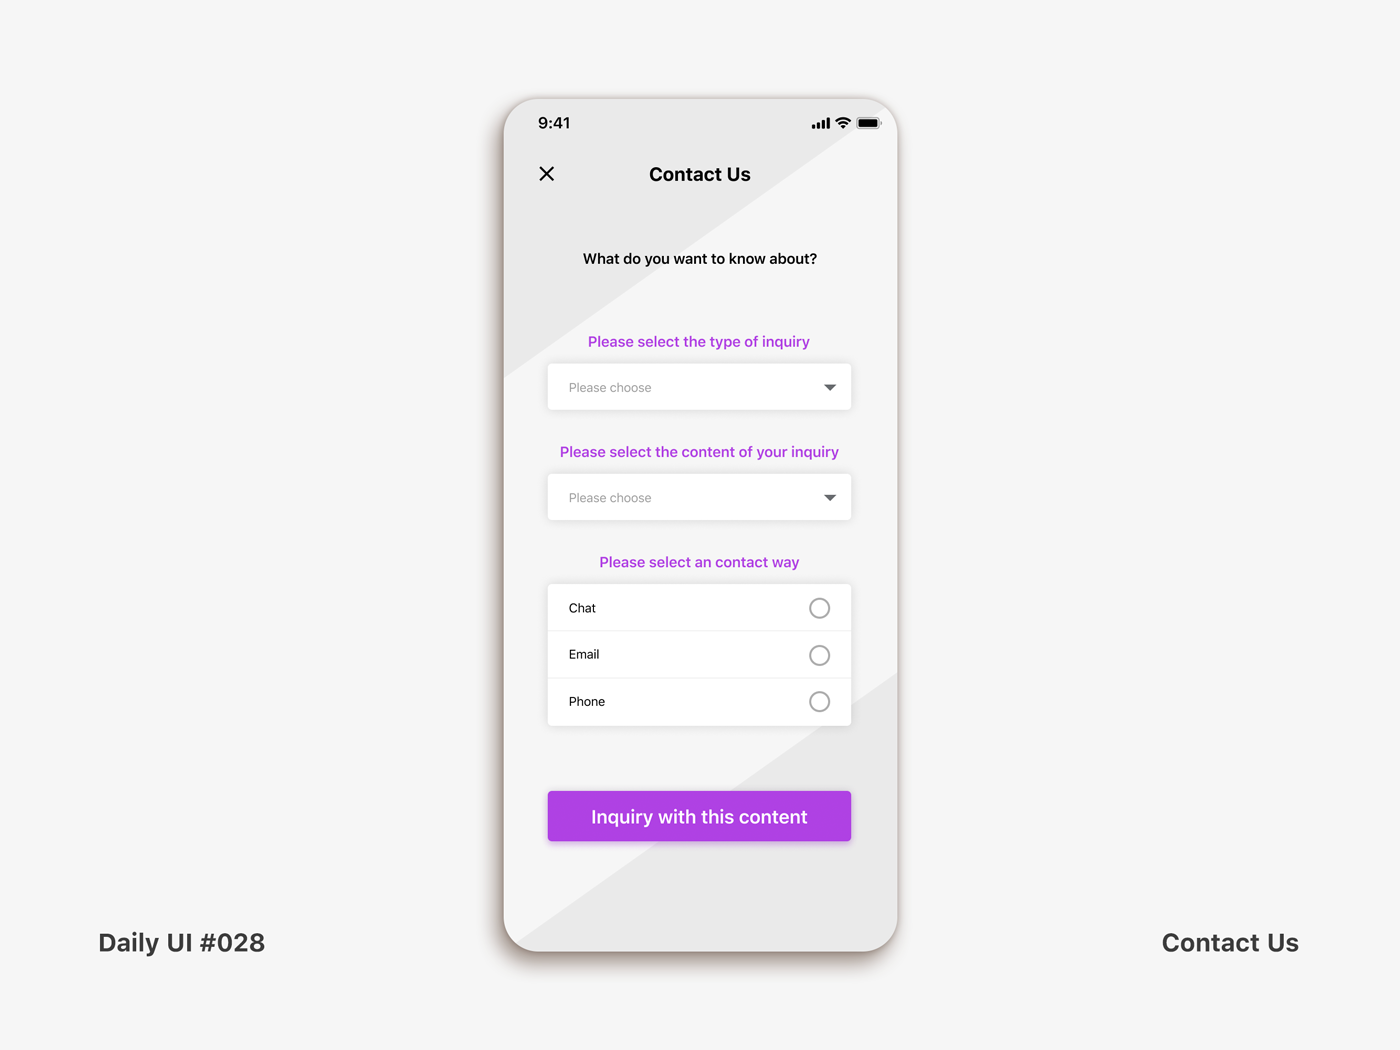 9:41
Contact Us
What do you want to know about?
Please select the type of inquiry
Please choose
Please select the content of your inquiry
Please choose
Please select an contact way
Chat
Email
Phone
Inquiry with this content
Daily UI #028
Contact Us